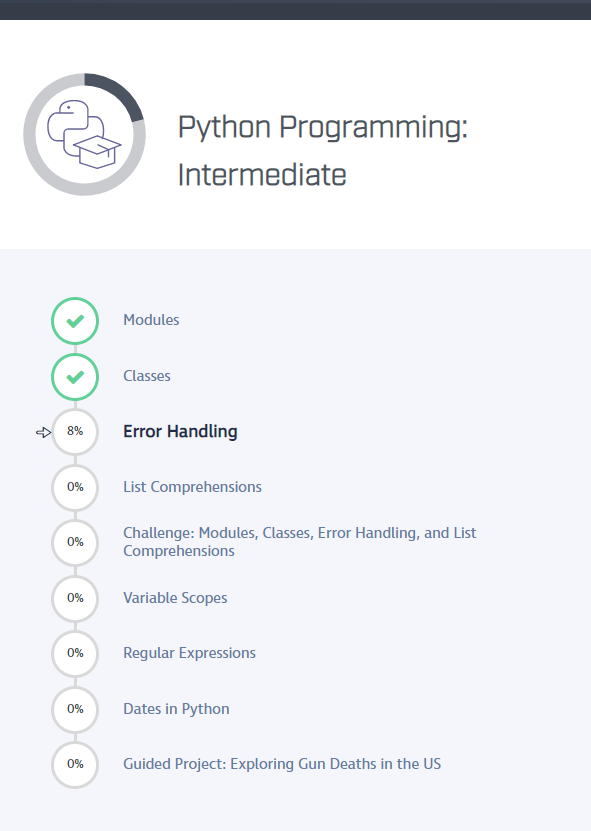 Python Programming:
Intermediate
Modules
Classes
8%
Error Handling
0%
List Comprehensions
0%
Challenge: Modules, Classes, Error Handling, and List
Comprehensions
0%
Variable Scopes
0%
Regular Expressions
0%
Dates in Python
0%
Guided Project: Exploring Gun Deaths in the US